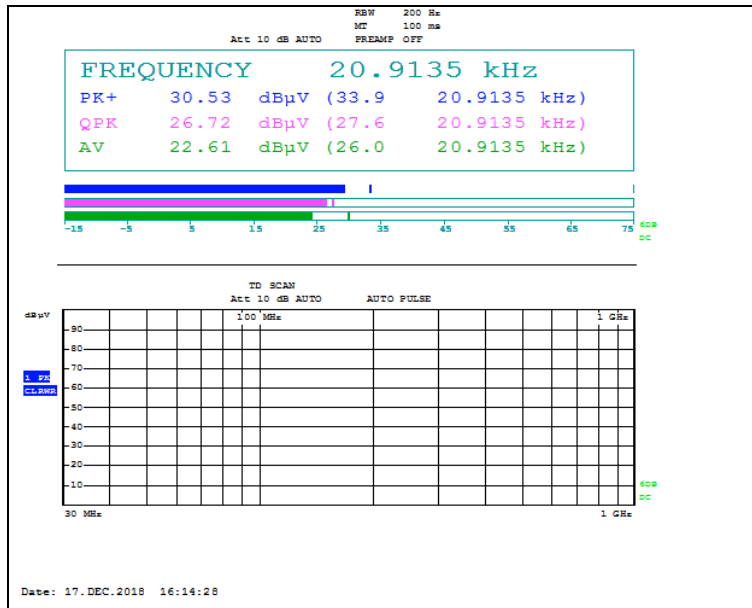 RBW 200 Hz
MT 100 ms
Att 10 dB AUTO PREAMP OFF
FREQUENCY 20.9135 kHz
PK+ 30.53 dBµV (33.9 20.9135 kHz)
QPK 26.72 dBµV (27.6 20.9135 kHz)
AV 22.61 dBµV (26.0 20.9135 kHz)
-15 -5 5 15 25 35 45 55 65 75
6DB
DC
TD SCAN
Att 10 dB AUTO AUTO PULSE
dBµV
100 MHz 1 GHz
90
80
70
1 PK
60
CLRWR
50
40
30
20
10
6DB
DC
30 MHz 1 GHz
Date: 17.DEC.2018 16:14:28